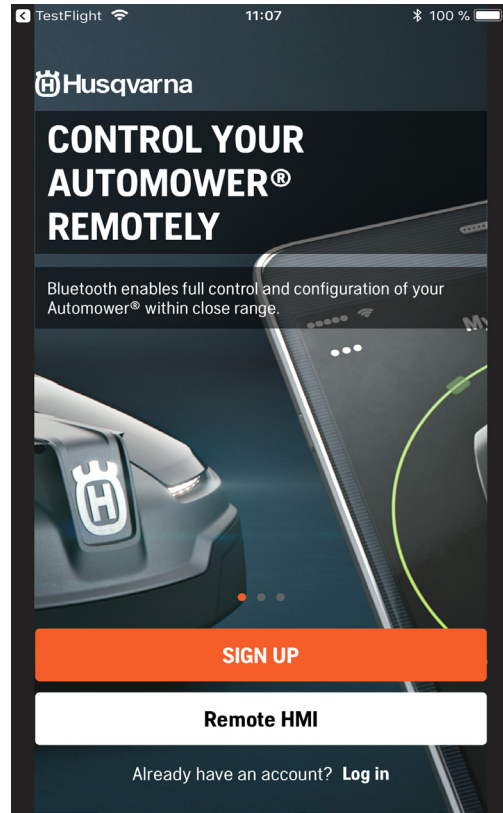 TestFlight 11:07 100 %
Husqvarna
CONTROL YOUR
AUTOMOWER®
REMOTELY
Bluetooth enables full control and configuration of your
Automower® within close range.
My
H
SIGN UP
Remote HMI
Already have an account? Log in